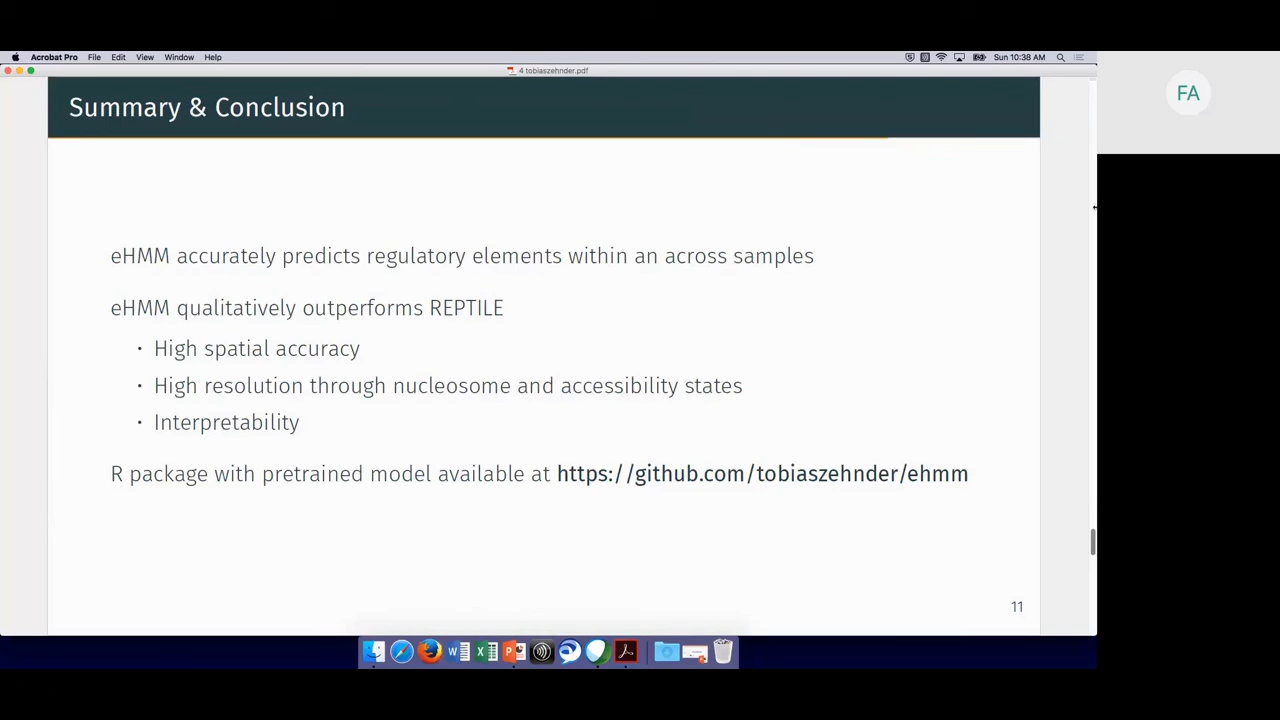 Acrobat Pro File Edit View Window Help Sun 10:38 AM
4 tobiaszehnder.pdf
FA
Summary & Conclusion
eHMM accurately predicts regulatory elements within an across samples
eHMM qualitatively outperforms REPTILE
· High spatial accuracy
· High resolution through nucleosome and accessibility states
· Interpretability
R package with pretrained model available at https://github.com/tobiaszehnder/ehmm
11